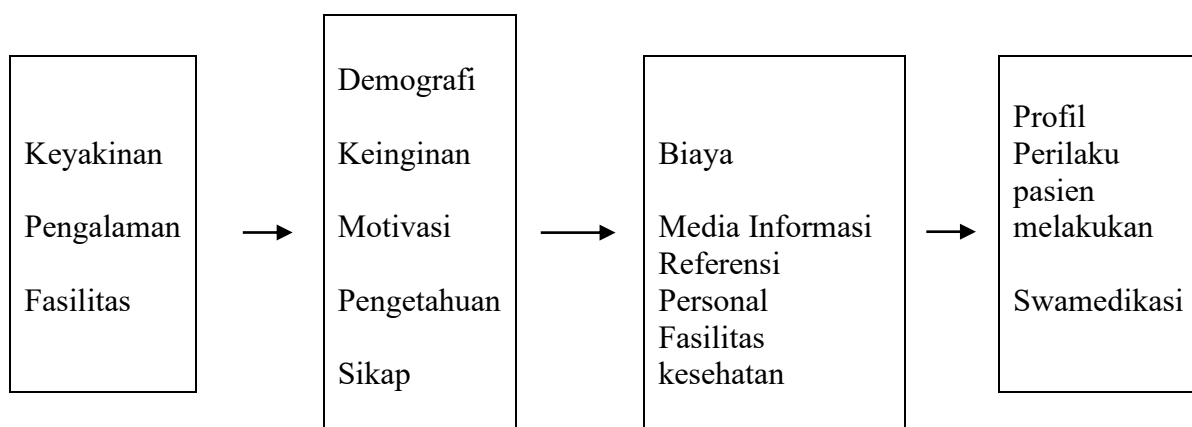 Keyakinan
Pengalaman
Fasilitas
Demografi
Keinginan
Motivasi
Pengetahuan
Sikap
Biaya
Media Informasi
Referensi
Personal
Fasilitas
kesehatan
Profil
Perilaku
pasien
melakukan
Swamedikasi